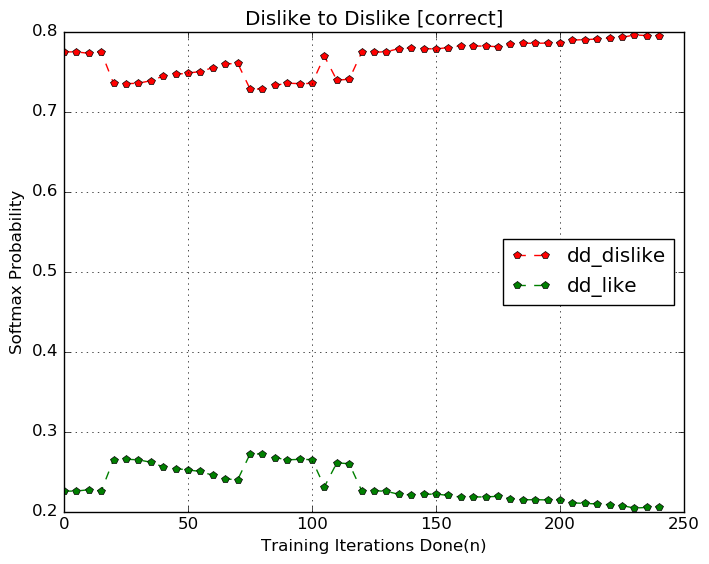 Dislike to Dislike [correct]
Softmax Probability
0.8
0.7
0.6
0.5
0.4
0.3
0.2
dd_dislike
dd_like
0 50 100 150 200 250
Training Iterations Done(n)